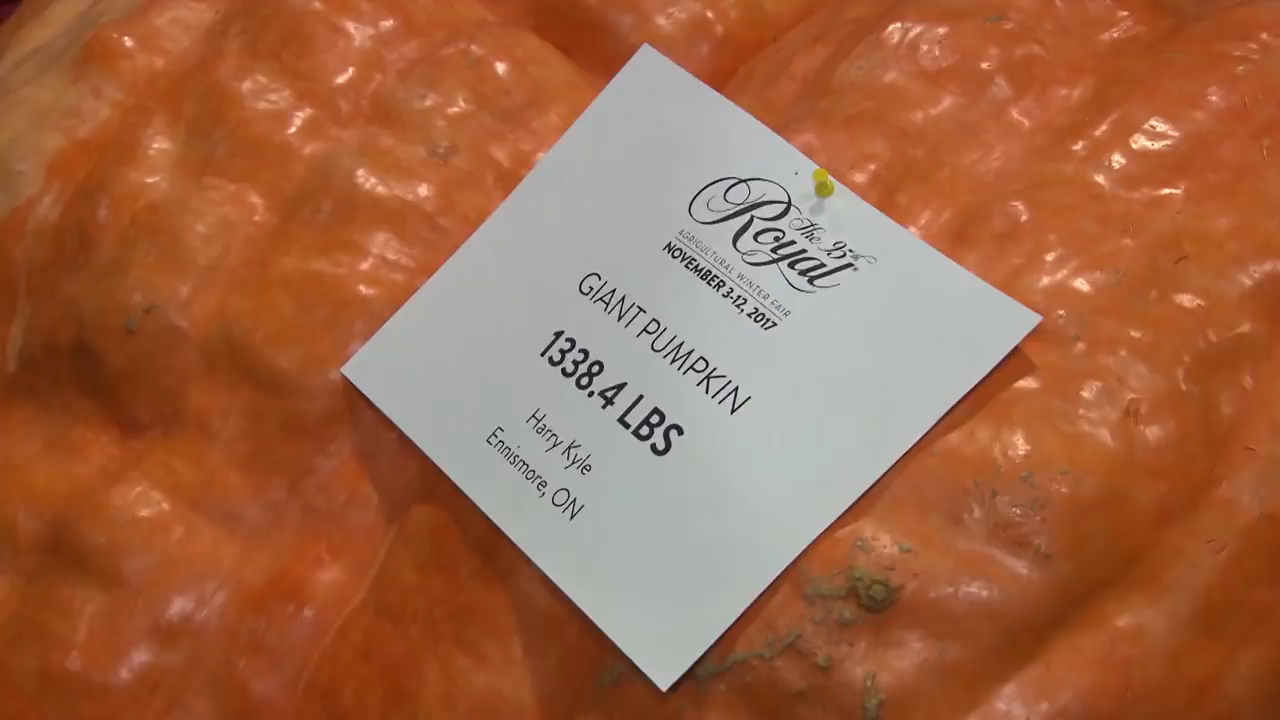 The 95th
Royal
AGRICULTURAL WINTER FAIR
NOVEMBER 3-12, 2017
GIANT PUMPKIN
1338.4 LBS
Harry Kyle
Ennismore, ON